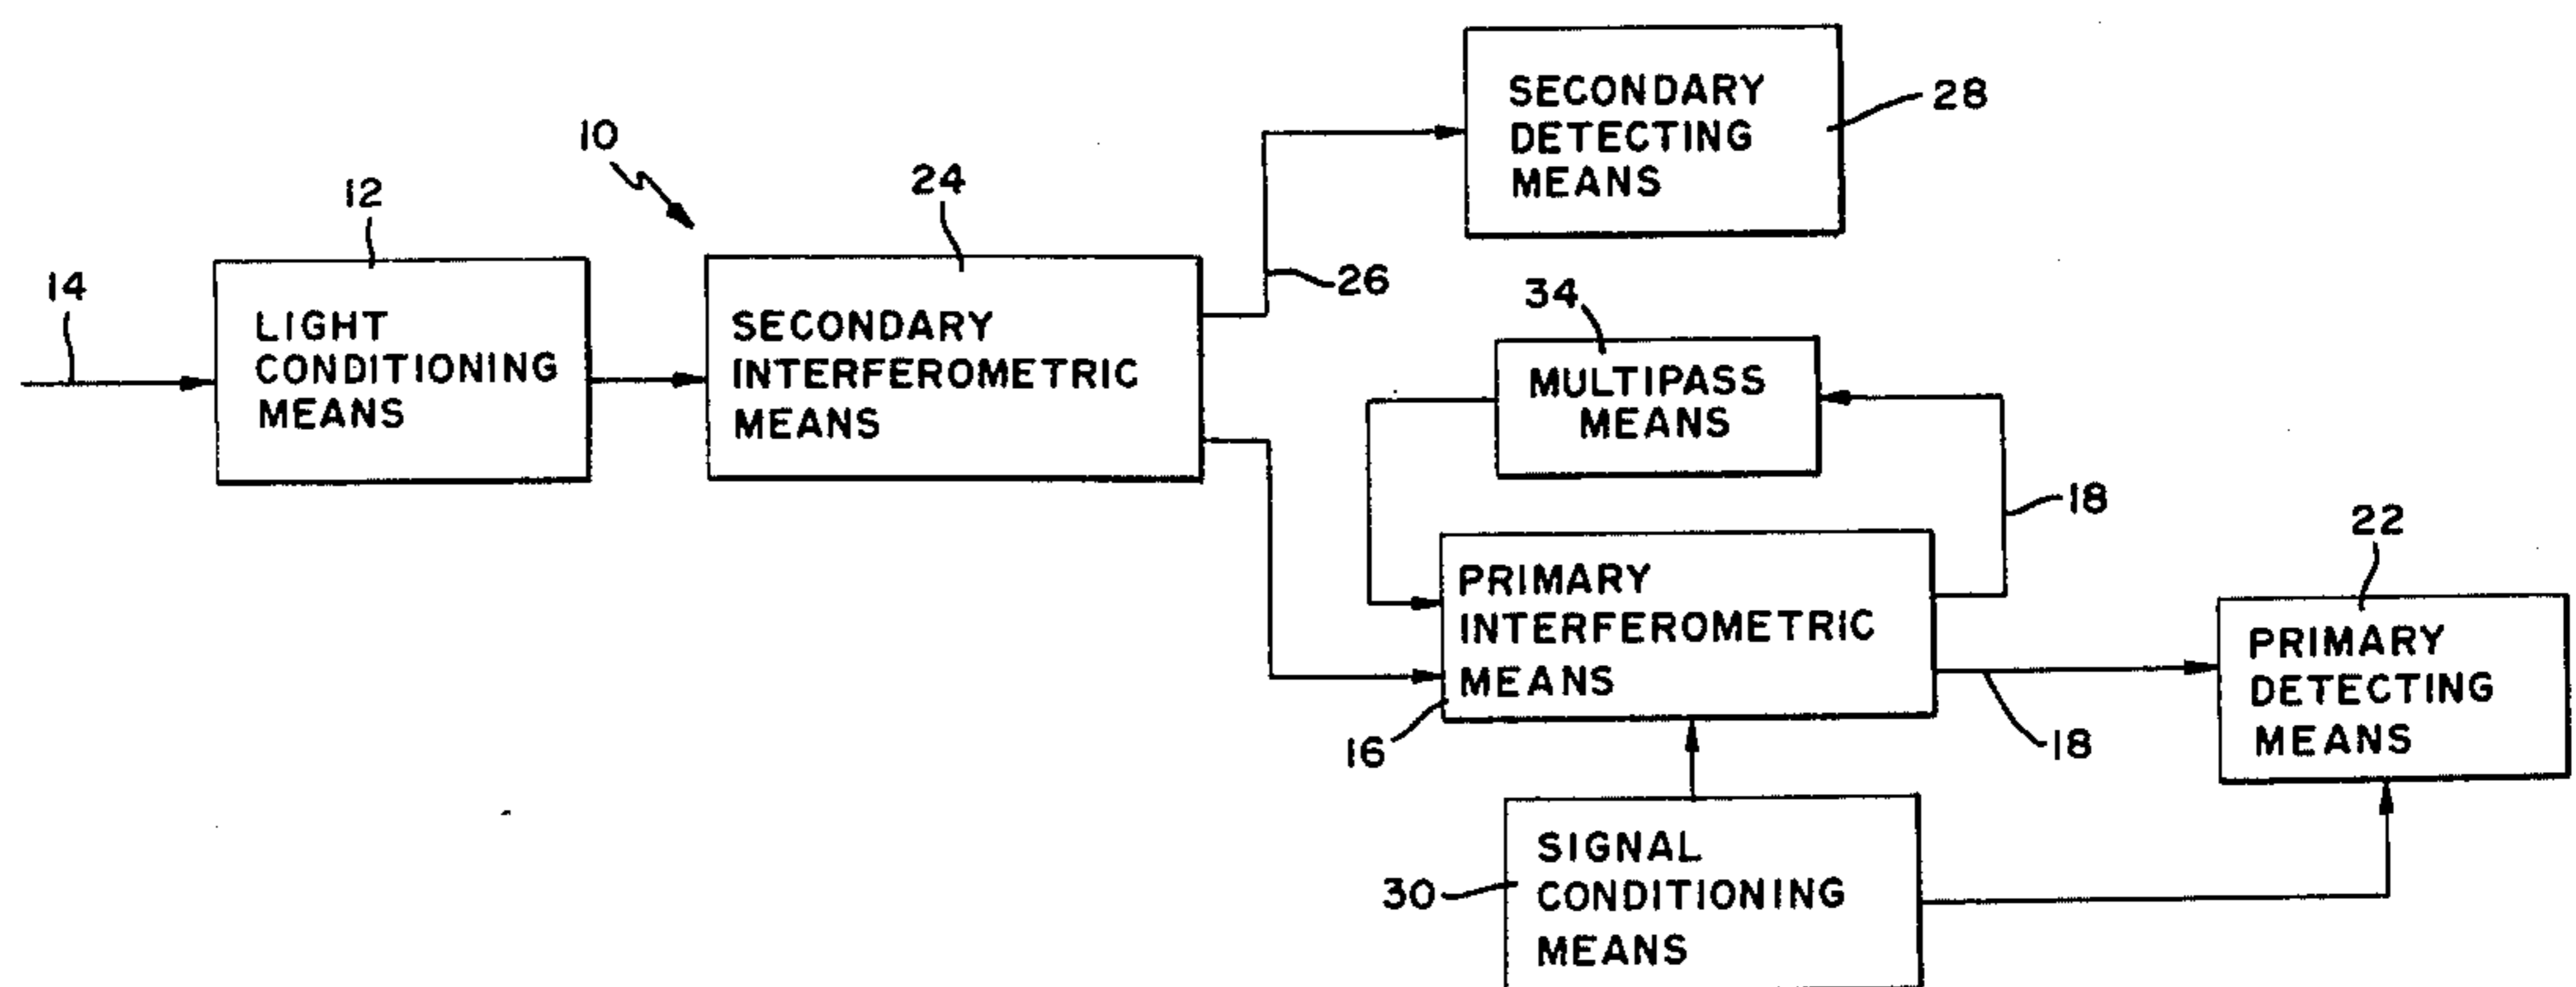 10
12
14
LIGHT
CONDITIONING
MEANS
24
SECONDARY
INTERFEROMETRIC
MEANS
26
SECONDARY
DETECTING
MEANS
28
34
MULTIPASS
MEANS
18
PRIMARY
INTERFEROMETRIC
MEANS
16
18
22
PRIMARY
DETECTING
MEANS
30
SIGNAL
CONDITIONING
MEANS